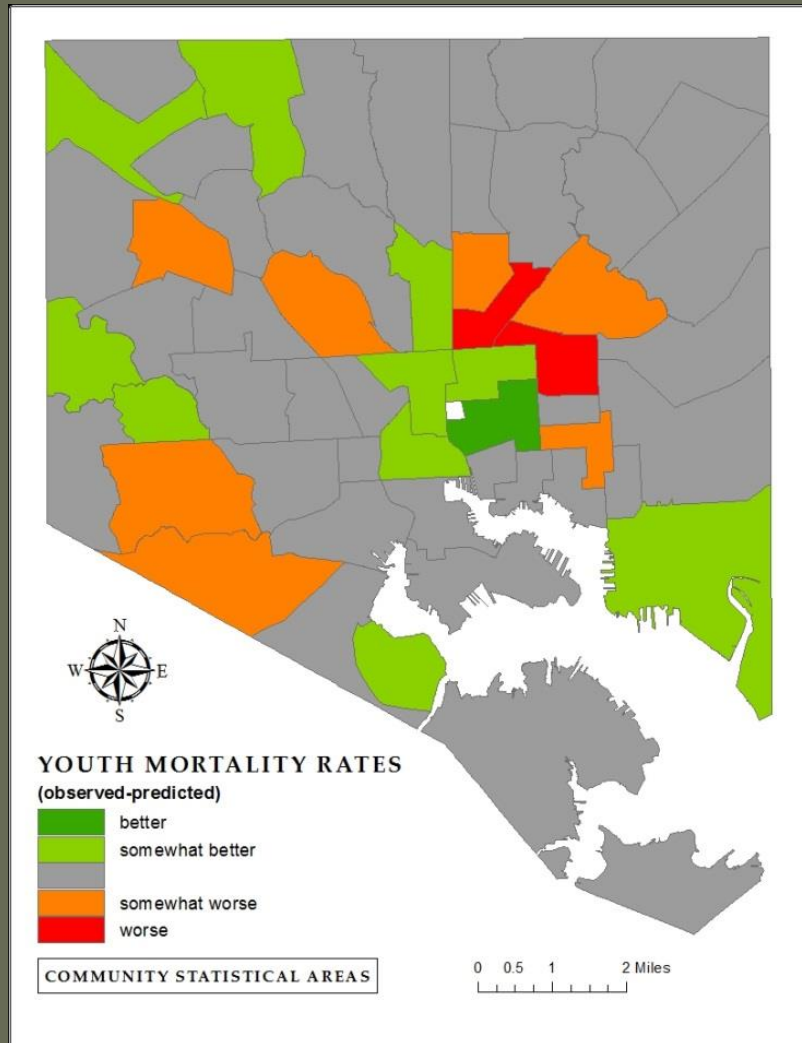 N
W E
S
YOUTH MORTALITY RATES
(observed-predicted)
better
somewhat better
somewhat worse
worse
COMMUNITY STATISTICAL AREAS
0 0.5 1 2 Miles